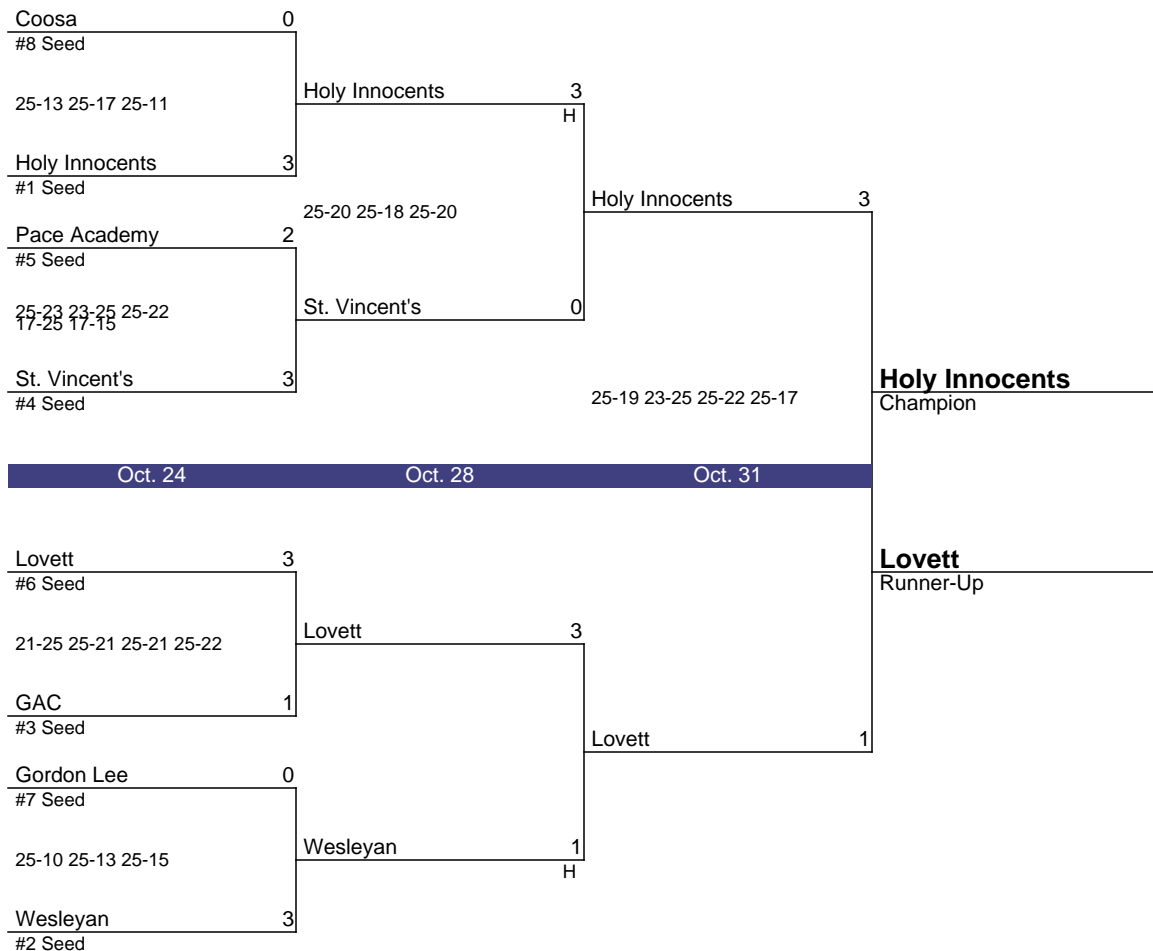 Coosa 0
#8 Seed
25-13 25-17 25-11
Holy Innocents 3
#1 Seed
Pace Academy 2
#5 Seed
25-23 23-25 25-22
17-25 17-15
St. Vincent's 3
#4 Seed
Holy Innocents 3
H
25-20 25-18 25-20
St. Vincent's 0
Holy Innocents 3
25-19 23-25 25-22 25-17
Holy Innocents
Champion
Oct. 24 Oct. 28 Oct. 31
Lovett 3
#6 Seed
21-25 25-21 25-21 25-22
GAC 1
#3 Seed
Gordon Lee 0
#7 Seed
25-10 25-13 25-15
Wesleyan 3
#2 Seed
Lovett 3
Wesleyan 1
H
Lovett 1
Lovett
Runner-Up